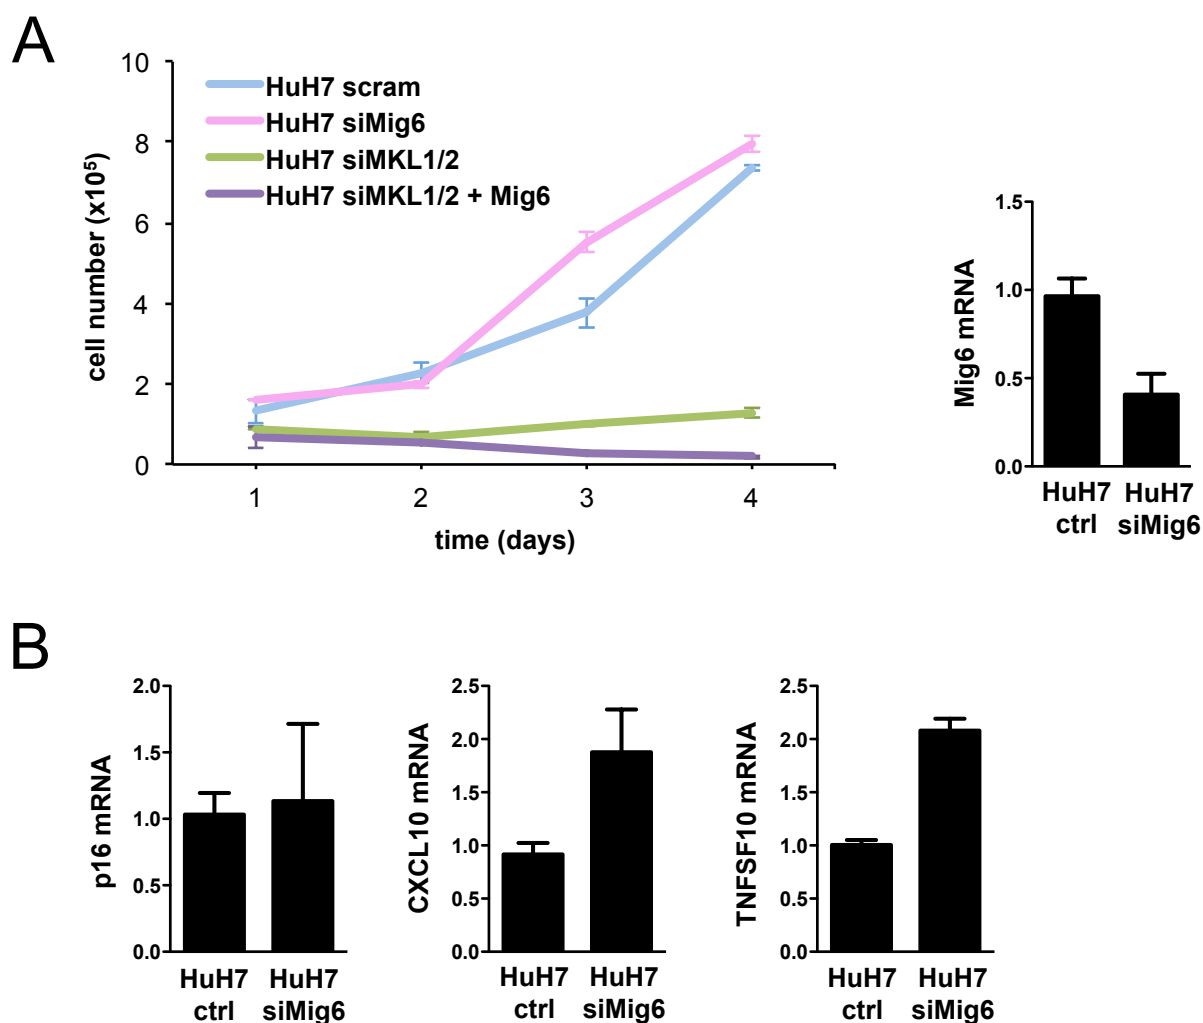 A
10
8
6
4
2
0
cell number (x10⁵)
HuH7 scram
HuH7 siMig6
HuH7 siMKL1/2
HuH7 siMKL1/2 + Mig6
1 2 3 4
time (days)
1.5
1.0
0.5
0.0
Mig6 mRNA
HuH7 HuH7
ctrl siMig6
B
2.0
1.5
1.0
0.5
0.0
p16 mRNA
HuH7 HuH7
ctrl siMig6
2.5
2.0
1.5
1.0
0.5
0.0
CXCL10 mRNA
HuH7 HuH7
ctrl siMig6
2.5
2.0
1.5
1.0
0.5
0.0
TNFSF10 mRNA
HuH7 HuH7
ctrl siMig6